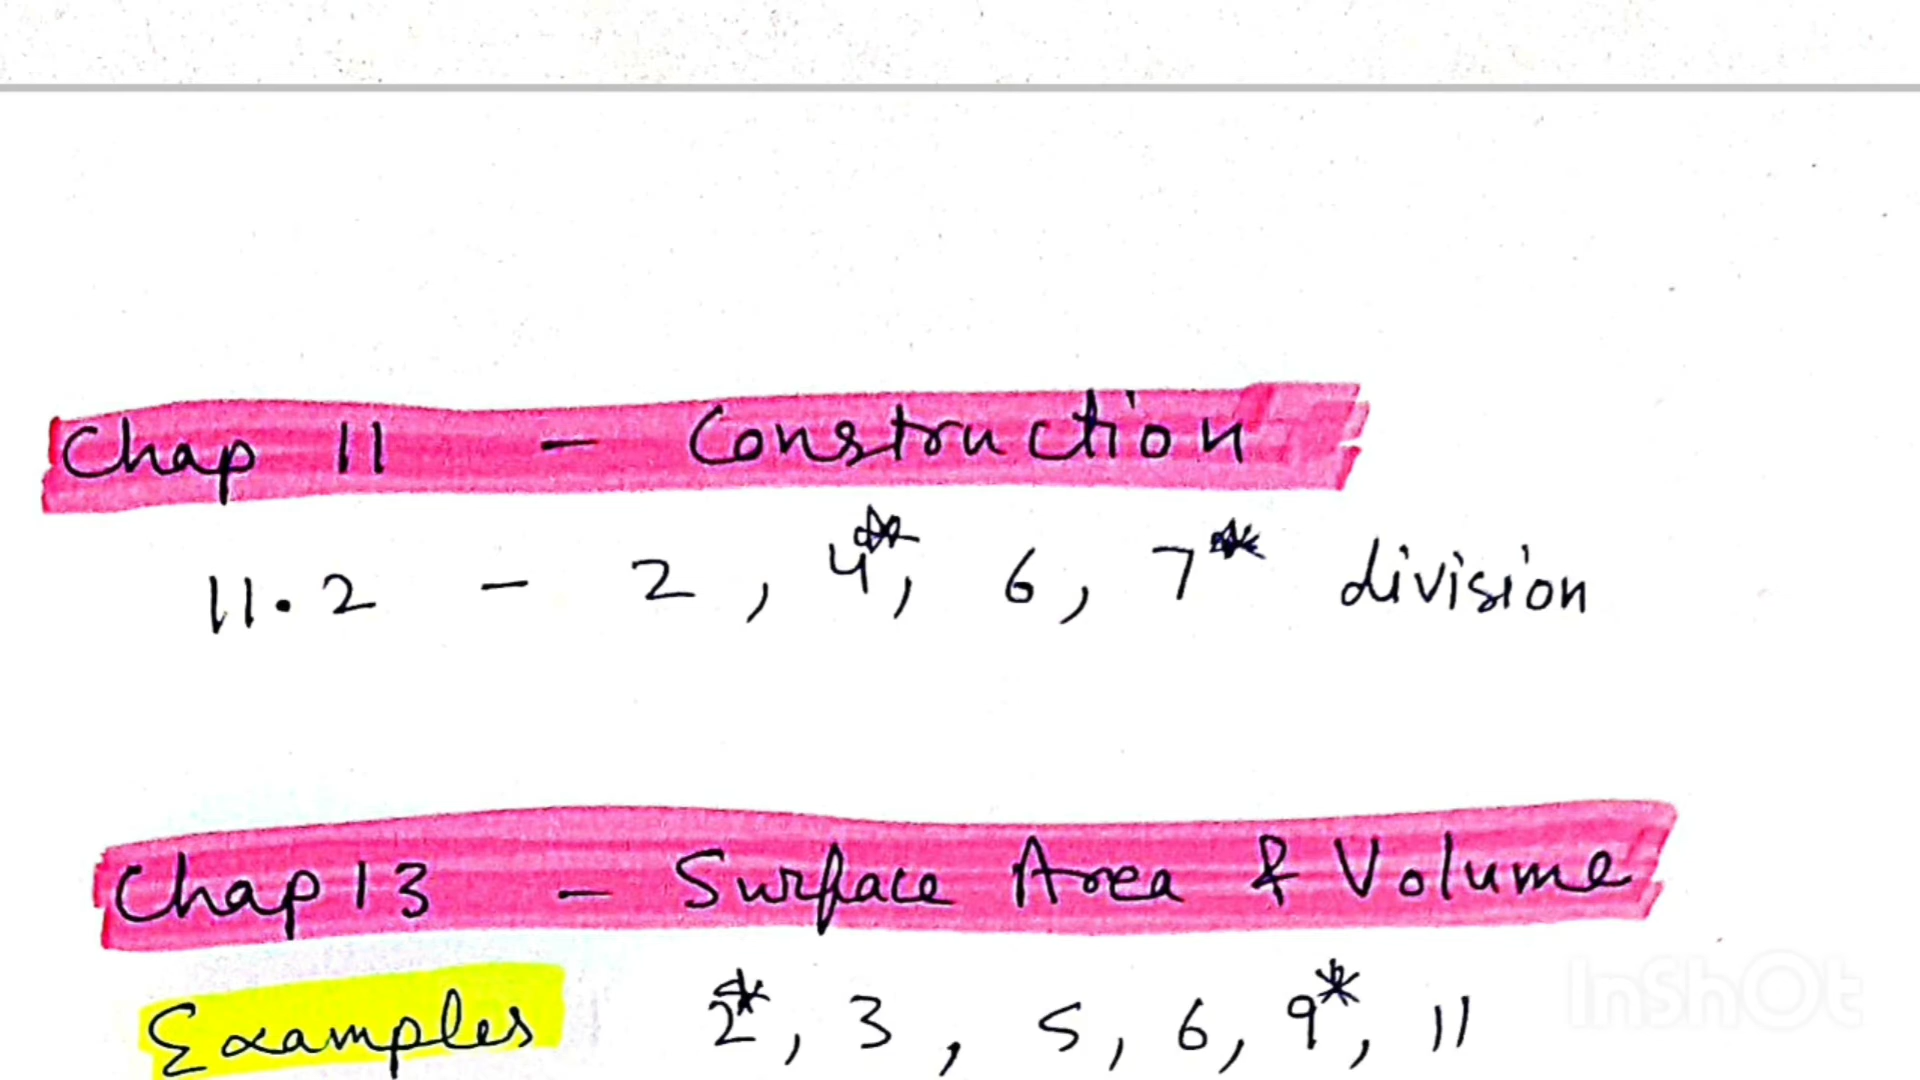 Chap 11 - Construction
11.2 - 2, 4*, 6, 7* division
Chap 13 - Surface Area & Volume
Examples 2*, 3, 5, 6, 9*, 11
InShOt